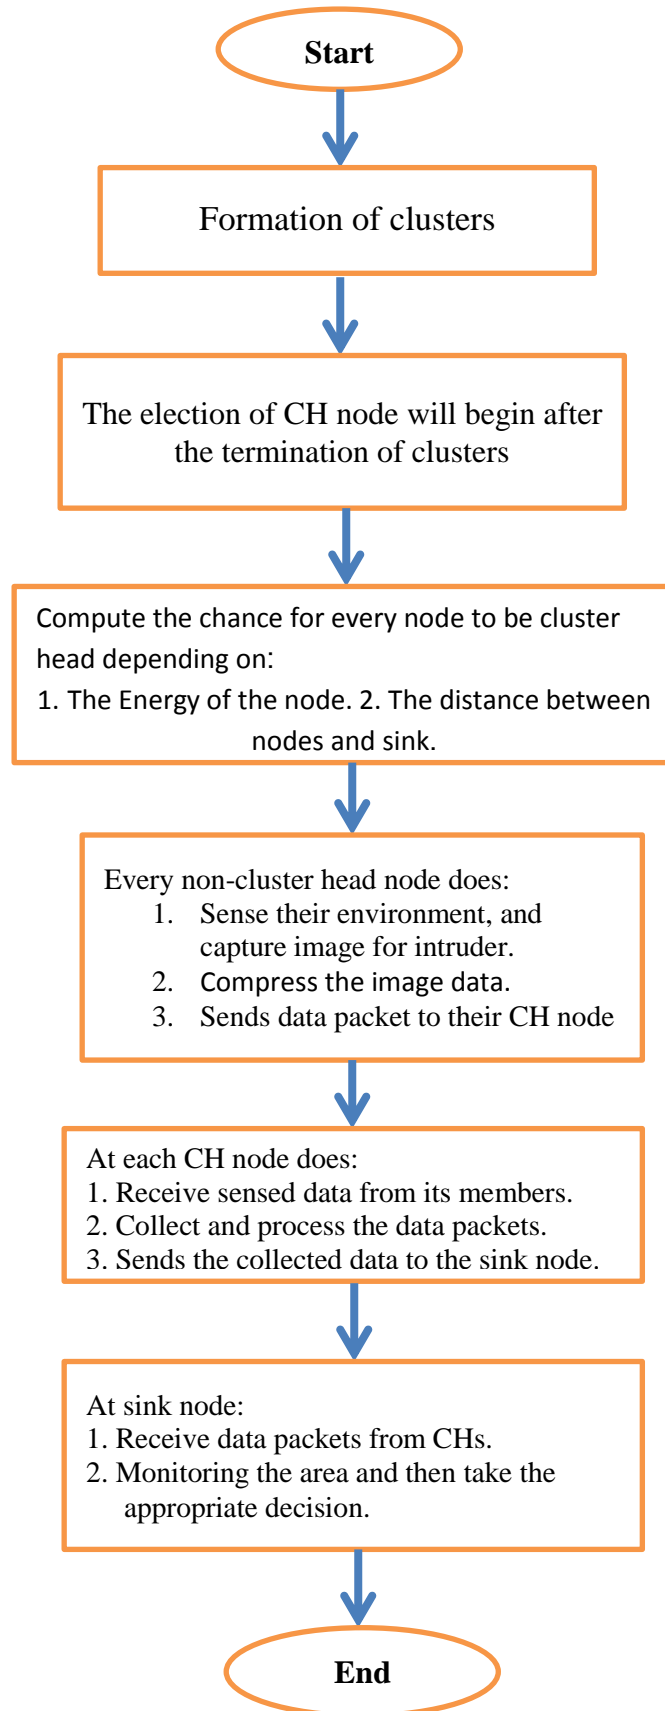 Start
Formation of clusters
The election of CH node will begin after
the termination of clusters
Compute the chance for every node to be cluster
head depending on:
1. The Energy of the node. 2. The distance between
nodes and sink.
Every non-cluster head node does:
1. Sense their environment, and
capture image for intruder.
2. Compress the image data.
3. Sends data packet to their CH node
At each CH node does:
1. Receive sensed data from its members.
2. Collect and process the data packets.
3. Sends the collected data to the sink node.
At sink node:
1. Receive data packets from CHs.
2. Monitoring the area and then take the
appropriate decision.
End